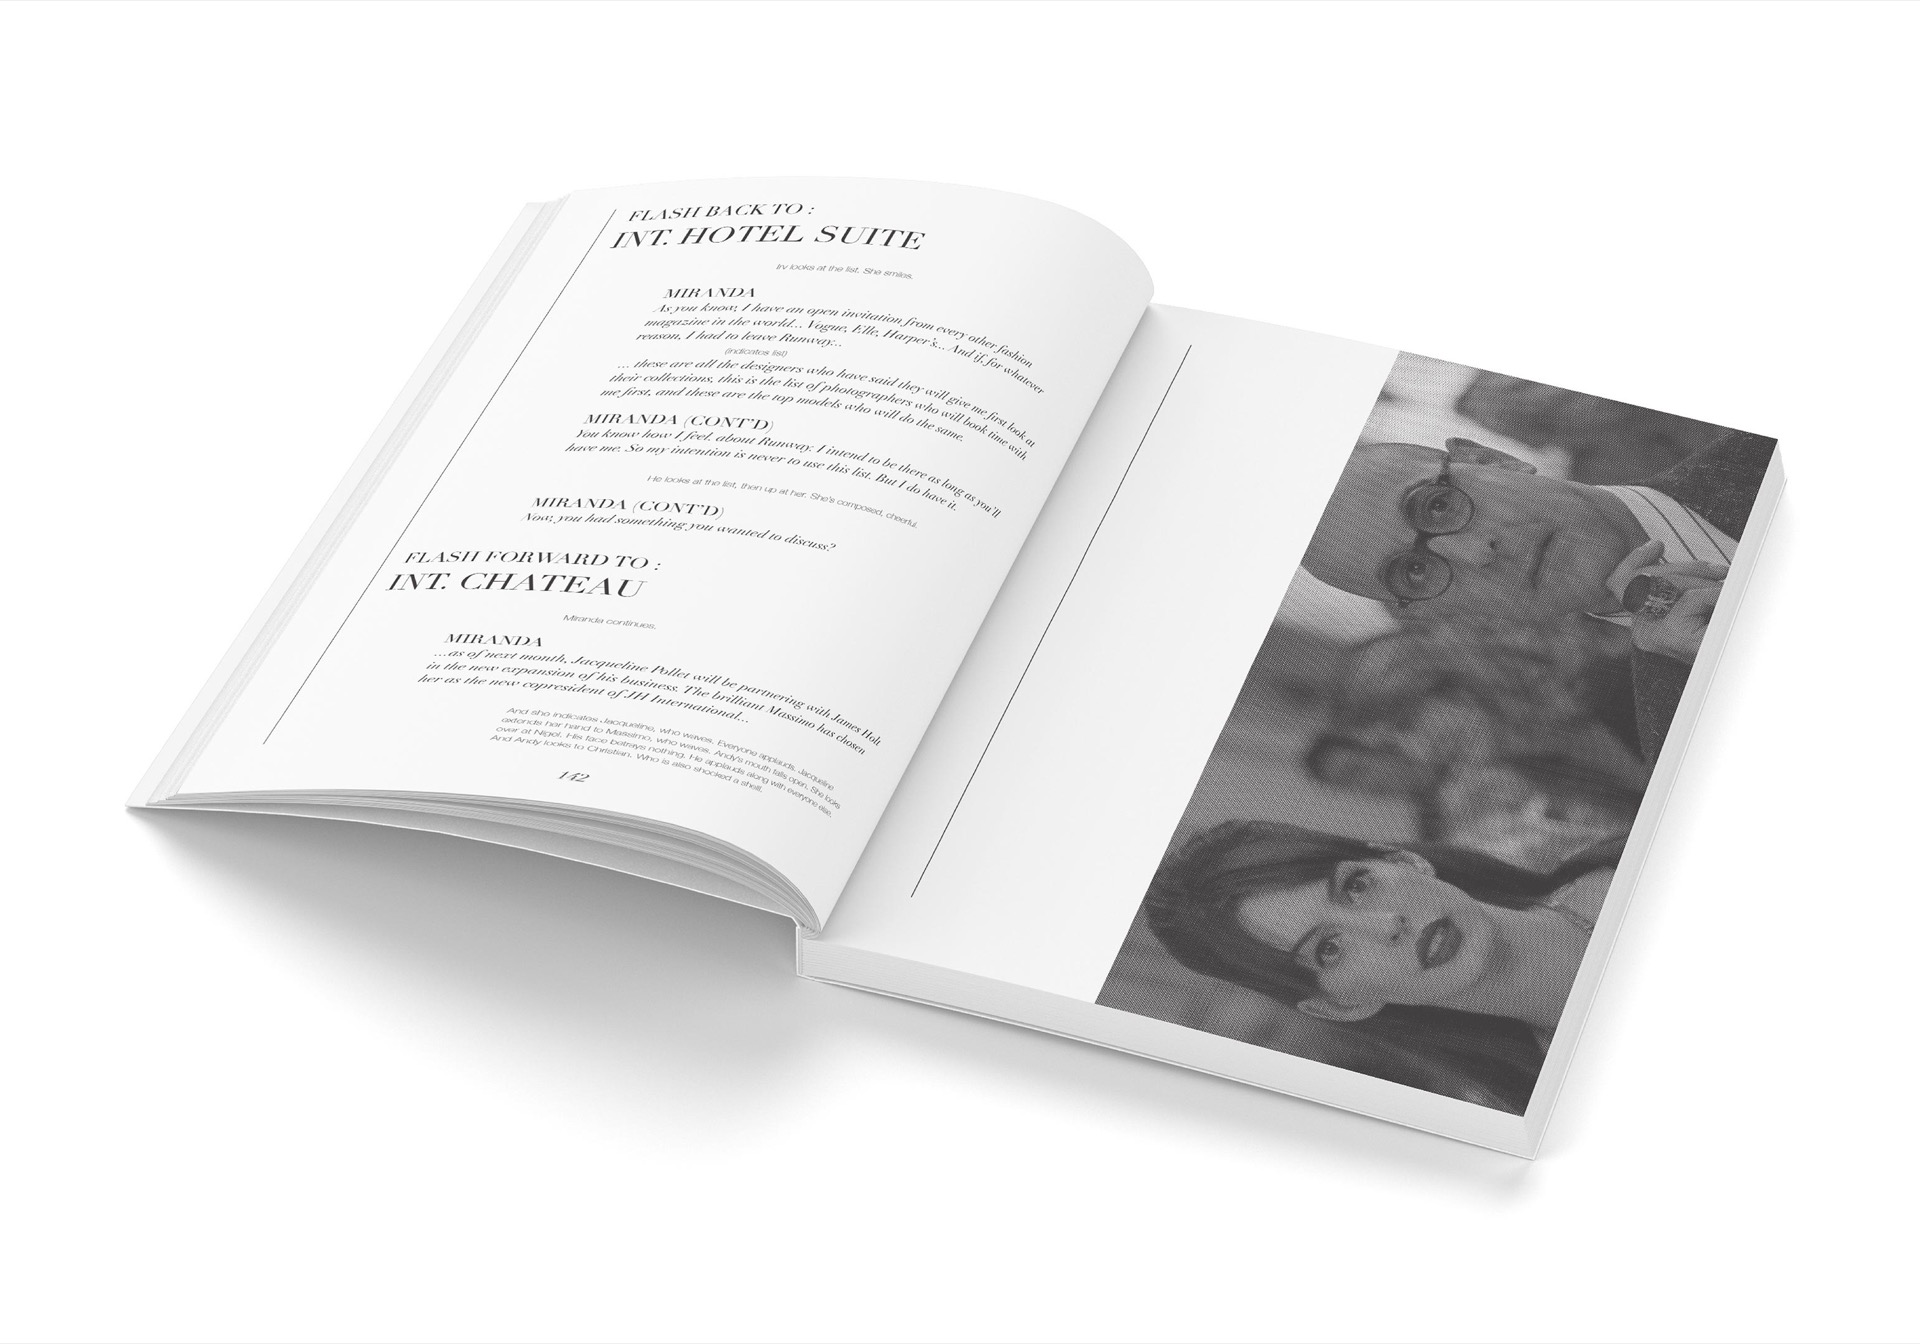 FLASH BACK TO :
INT. HOTEL SUITE
Irv looks at the list. She smiles.
MIRANDA
As you know, I have an open invitation from every other fashion
magazine in the world... Vogue, Elle, Harper's... And if, for whatever
reason, I had to leave Runway...
(indicates list)
... these are all the designers who have said they will give me first look at
their collections, this is the list of photographers who will book time with
me first, and these are the top models who will do the same.
MIRANDA (CONT'D)
You know how I feel. about Runway. I intend to be there as long as you'll
have me. So my intention is never to use this list. But I do have it.
He looks at the list, then up at her. She's composed, cheerful.
MIRANDA (CONT'D)
Now, you had something you wanted to discuss?
FLASH FORWARD TO :
INT. CHATEAU
Miranda continues.
MIRANDA
...as of next month, Jacqueline Pollet will be partnering with James Holt
in the new expansion of his business. The brilliant Massimo has chosen
her as the new copresident of JH International...
And she indicates Jacqueline, who waves. Everyone applauds. Jacqueline
extends her hand to Massimo, who waves. Andy's mouth falls open. She looks
over at Nigel. His face betrays nothing. He applauds along with everyone else.
And Andy looks to Christian. Who is also shocked a shell.
142